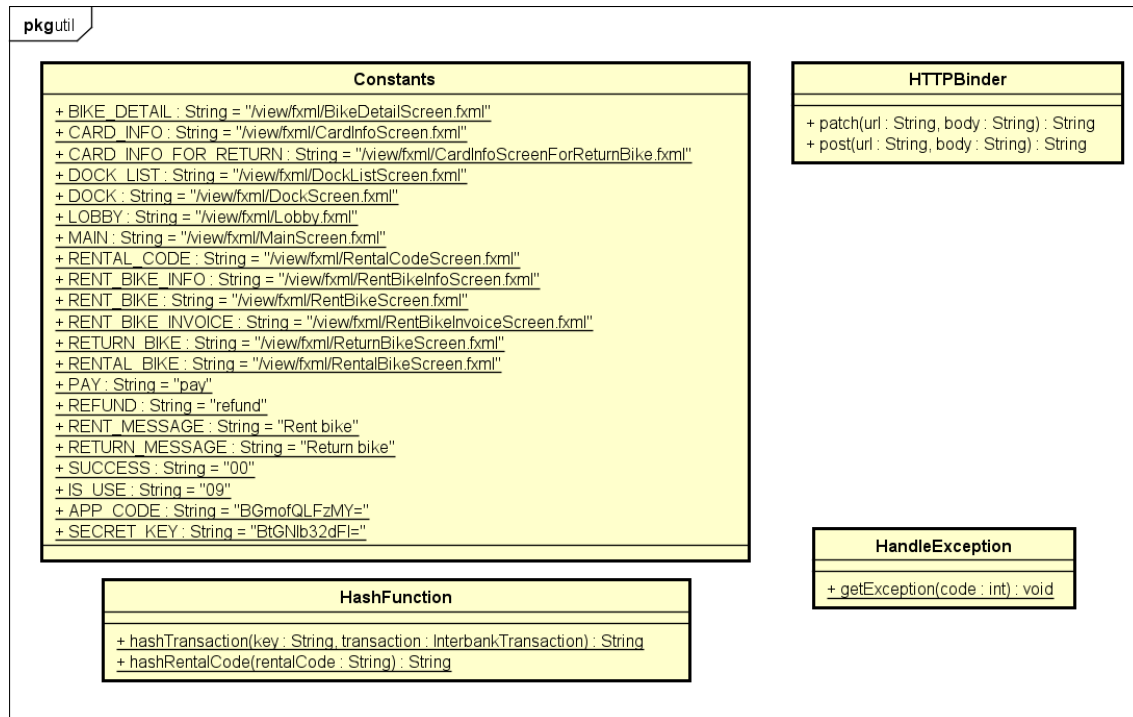 pkg util
Constants
+ BIKE_DETAIL : String = "/view/fxml/BikeDetailScreen.fxml"
+ CARD_INFO : String = "/view/fxml/CardInfoScreen.fxml"
+ CARD_INFO_FOR_RETURN : String = "/view/fxml/CardInfoScreenForReturnBike.fxml"
+ DOCK_LIST : String = "/view/fxml/DockListScreen.fxml"
+ DOCK : String = "/view/fxml/DockScreen.fxml"
+ LOBBY : String = "/view/fxml/Lobby.fxml"
+ MAIN : String = "/view/fxml/MainScreen.fxml"
+ RENTAL_CODE : String = "/view/fxml/RentalCodeScreen.fxml"
+ RENT_BIKE_INFO : String = "/view/fxml/RentBikeInfoScreen.fxml"
+ RENT_BIKE : String = "/view/fxml/RentBikeScreen.fxml"
+ RENT_BIKE_INVOICE : String = "/view/fxml/RentBikeInvoiceScreen.fxml"
+ RETURN_BIKE : String = "/view/fxml/ReturnBikeScreen.fxml"
+ RENTAL_BIKE : String = "/view/fxml/RentalBikeScreen.fxml"
+ PAY : String = "pay"
+ REFUND : String = "refund"
+ RENT_MESSAGE : String = "Rent bike"
+ RETURN_MESSAGE : String = "Return bike"
+ SUCCESS : String = "00"
+ IS_USE : String = "09"
+ APP_CODE : String = "BGmofQLFzMY="
+ SECRET_KEY : String = "BtGNIb32dFI="
HTTPBinder
+ patch(url : String, body : String) : String
+ post(url : String, body : String) : String
HandleException
+ getException(code : int) : void
HashFunction
+ hashTransaction(key : String, transaction : InterbankTransaction) : String
+ hashRentalCode(rentalCode : String) : String